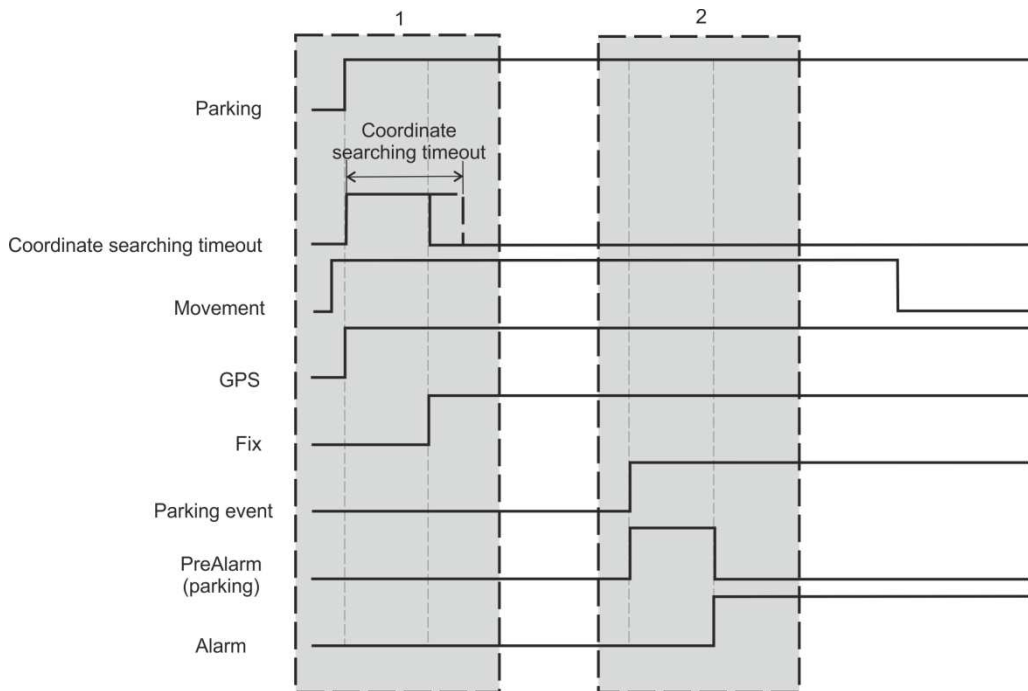 1
2
Parking
Coordinate
searching timeout
Coordinate searching timeout
Movement
GPS
Fix
Parking event
PreAlarm
(parking)
Alarm